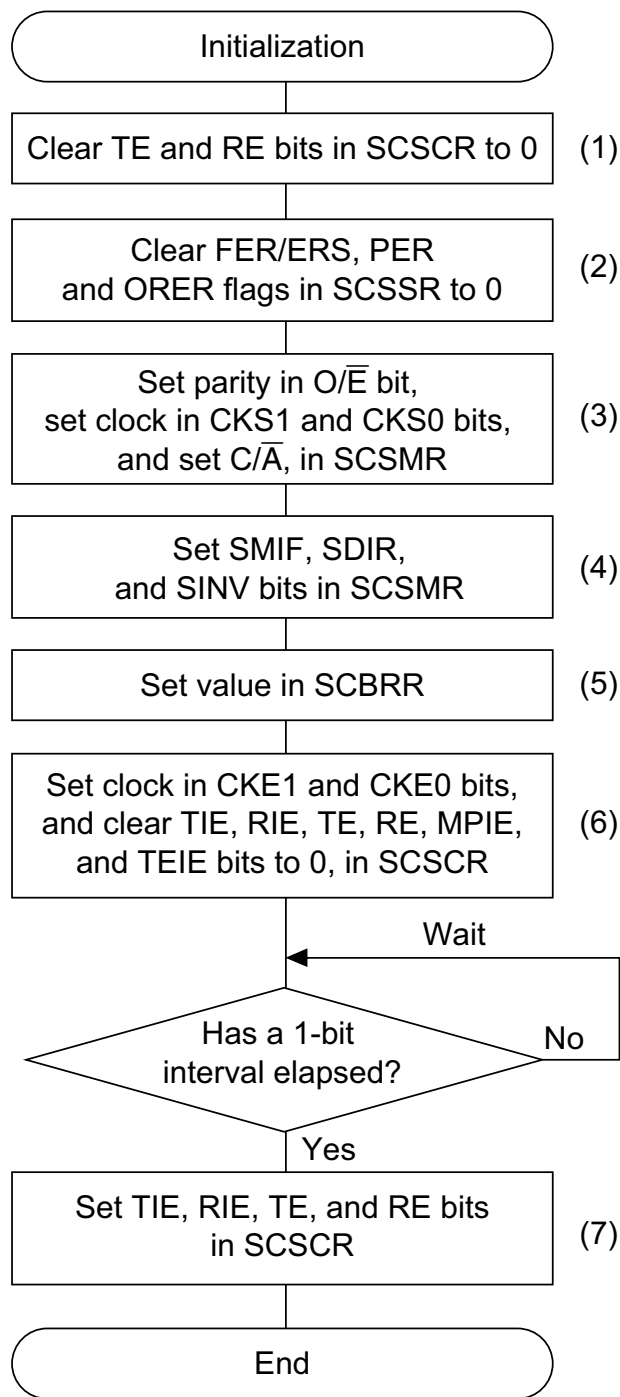 Initialization
Clear TE and RE bits in SCSCR to 0 (1)
Clear FER/ERS, PER
and ORER flags in SCSSR to 0
(2)
Set parity in O/E̅ bit,
set clock in CKS1 and CKS0 bits,
and set C/A̅, in SCSMR
(3)
Set SMIF, SDIR,
and SINV bits in SCSMR
(4)
Set value in SCBRR (5)
Set clock in CKE1 and CKE0 bits,
and clear TIE, RIE, TE, RE, MPIE,
and TEIE bits to 0, in SCSCR
(6)
Wait
Has a 1-bit
interval elapsed?
No
Yes
Set TIE, RIE, TE, and RE bits
in SCSCR
(7)
End